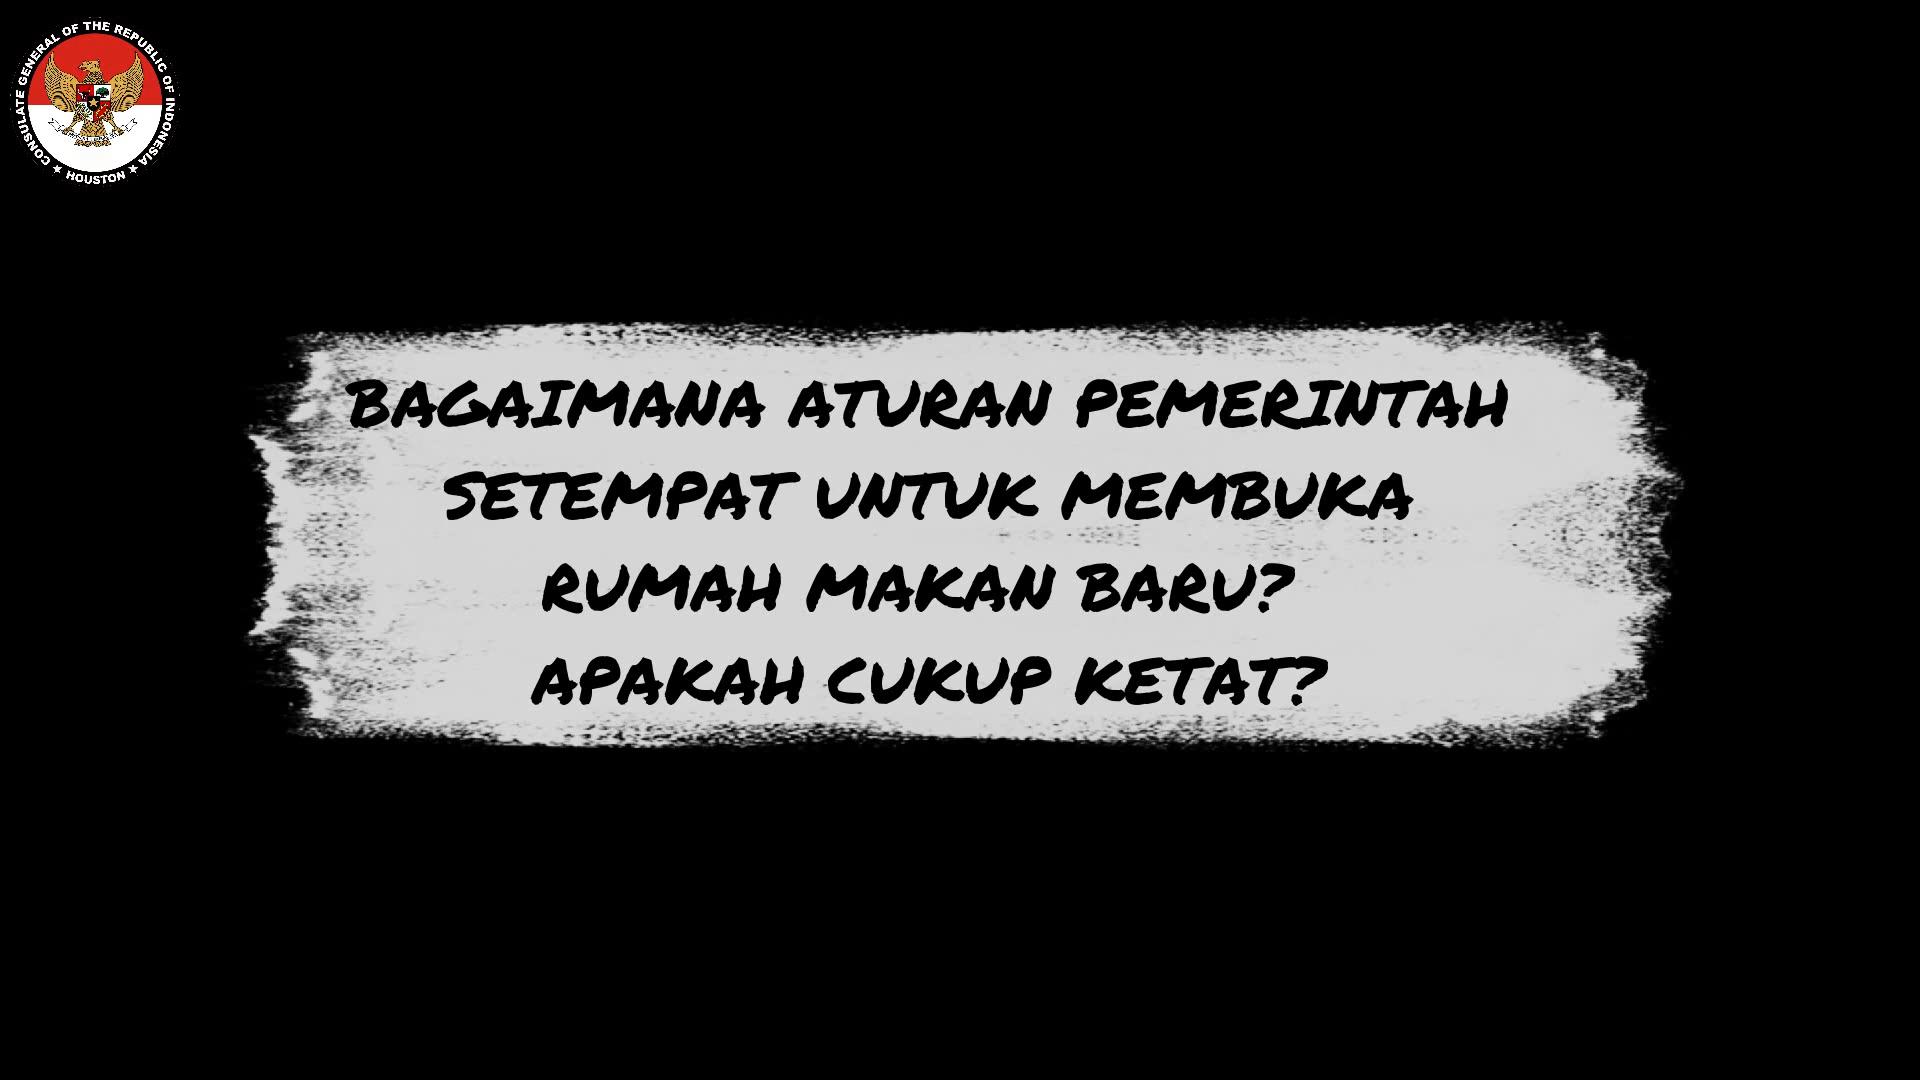 CONSULATE GENERAL OF THE REPUBLIC OF INDONESIA
★ HOUSTON ★
BAGAIMANA ATURAN PEMERINTAH
SETEMPAT UNTUK MEMBUKA
RUMAH MAKAN BARU?
APAKAH CUKUP KETAT?